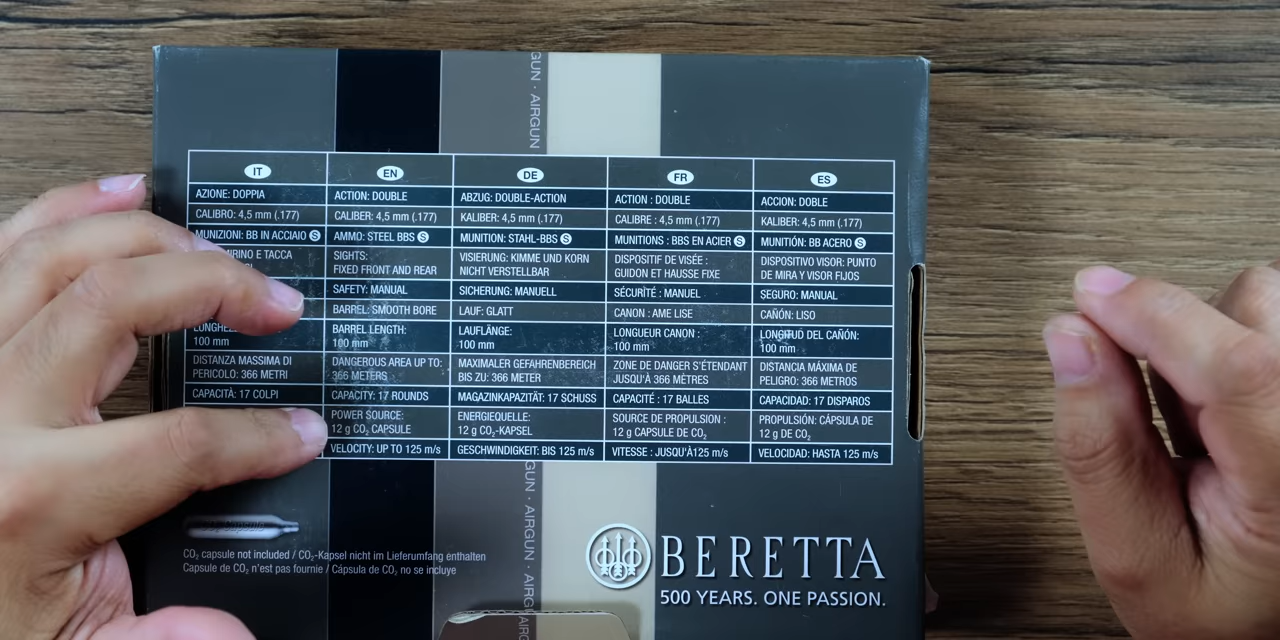 GUN · AIRGUN
IT
AZIONE: DOPPIA
CALIBRO: 4,5 mm (.177)
MUNIZIONI: BB IN ACCIAIO S
MIRINO E TACCA
100 mm
DISTANZA MASSIMA DI
PERICOLO: 366 METRI
CAPACITÀ: 17 COLPI
EN
ACTION: DOUBLE
CALIBER: 4,5 mm (.177)
AMMO: STEEL BBS S
SIGHTS:
FIXED FRONT AND REAR
SAFETY: MANUAL
BARREL: SMOOTH BORE
BARREL LENGTH:
100 mm
DANGEROUS AREA UP TO:
366 METERS
CAPACITY: 17 ROUNDS
POWER SOURCE:
12 g CO₂ CAPSULE
VELOCITY: UP TO 125 m/s
DE
ABZUG: DOUBLE-ACTION
KALIBER: 4,5 mm (.177)
MUNITION: STAHL-BBS S
VISIERUNG: KIMME UND KORN
NICHT VERSTELLBAR
SICHERUNG: MANUELL
LAUF: GLATT
LAUFLÄNGE:
100 mm
MAXIMALER GEFAHRENBEREICH
BIS ZU: 366 METER
MAGAZINKAPAZITÄT: 17 SCHUSS
ENERGIEQUELLE:
12 g CO₂-KAPSEL
GESCHWINDIGKEIT: BIS 125 m/s
FR
ACTION : DOUBLE
CALIBRE : 4,5 mm (.177)
MUNITIONS : BBS EN ACIER S
DISPOSITIF DE VISÉE :
GUIDON ET HAUSSE FIXE
SÉCURITÉ : MANUEL
CANON : AME LISE
LONGUEUR CANON :
100 mm
ZONE DE DANGER S'ÉTENDANT
JUSQU'À 366 MÈTRES
CAPACITÉ : 17 BALLES
SOURCE DE PROPULSION :
12 g CAPSULE DE CO₂
VITESSE : JUSQU'À125 m/s
ES
ACCION: DOBLE
KALIBER: 4,5 mm (.177)
MUNITIÓN: BB ACERO S
DISPOSITIVO VISOR: PUNTO
DE MIRA Y VISOR FIJOS
SEGURO: MANUAL
CAÑÓN: LISO
LONGITUD DEL CAÑÓN:
100 mm
DISTANCIA MÁXIMA DE
PELIGRO: 366 METROS
CAPACIDAD: 17 DISPAROS
PROPULSIÓN: CÁPSULA DE
12 g DE CO₂
VELOCIDAD: HASTA 125 m/s
GUN · AIRGUN · AIRG
CO₂ capsule not included / CO₂-Kapsel nicht im Lieferumfang enthalten
Capsule de CO₂ n'est pas fournie / Cápsula de CO₂ no se incluye
BERETTA
500 YEARS. ONE PASSION.